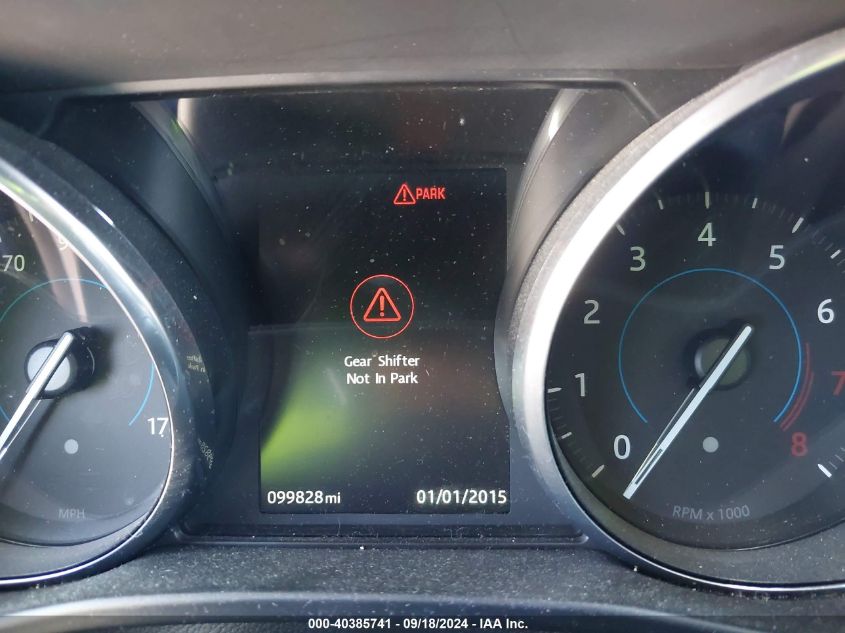 PARK
Gear Shifter
Not In Park
099828mi
01/01/2015
70
9
17
MPH
0
1
2
3
4
5
6
7
8
RPM x 1000
000-40385741 - 09/18/2024 - IAA Inc.